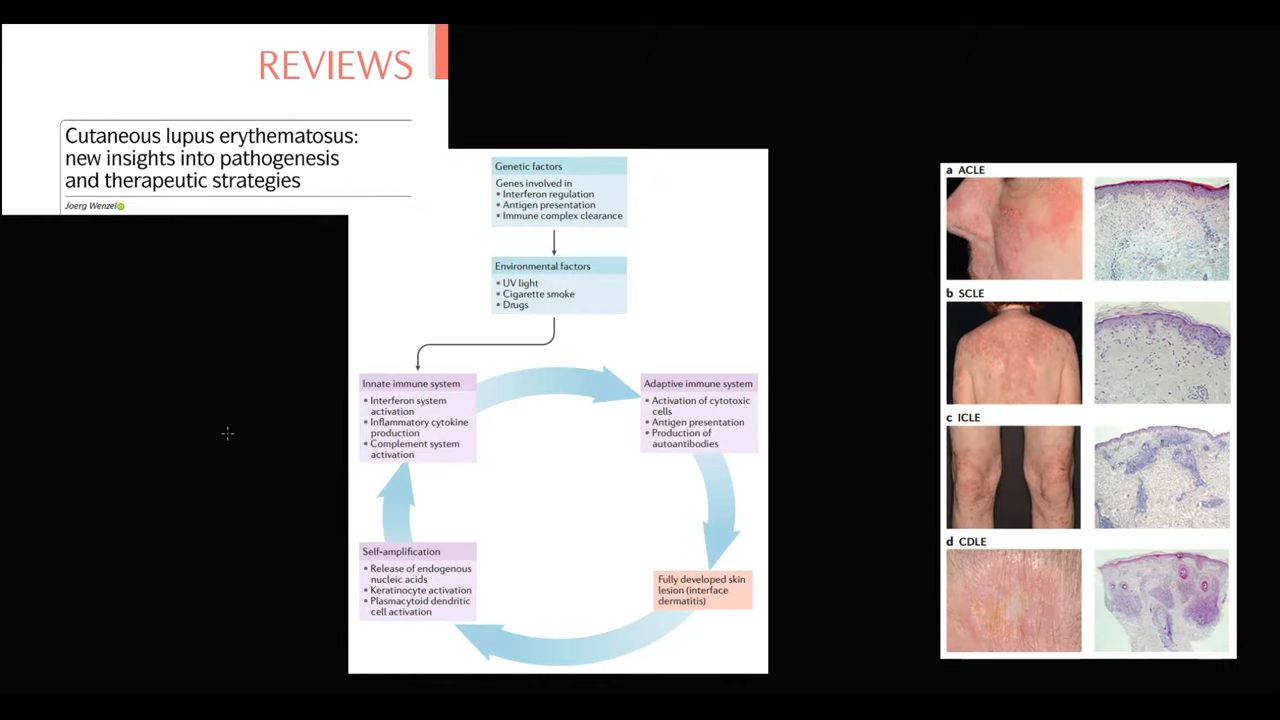 REVIEWS
Cutaneous lupus erythematosus:
new insights into pathogenesis
and therapeutic strategies
Joerg Wenzel
Genetic factors
Genes involved in
• Interferon regulation
• Antigen presentation
• Immune complex clearance
Environmental factors
• UV light
• Cigarette smoke
• Drugs
Innate immune system
• Interferon system
activation
• Inflammatory cytokine
production
• Complement system
activation
Adaptive immune system
• Activation of cytotoxic
cells
• Antigen presentation
• Production of
autoantibodies
Self-amplification
• Release of endogenous
nucleic acids
• Keratinocyte activation
• Plasmacytoid dendritic
cell activation
Fully developed skin
lesion (interface
dermatitis)
a ACLE
b SCLE
c ICLE
d CDLE